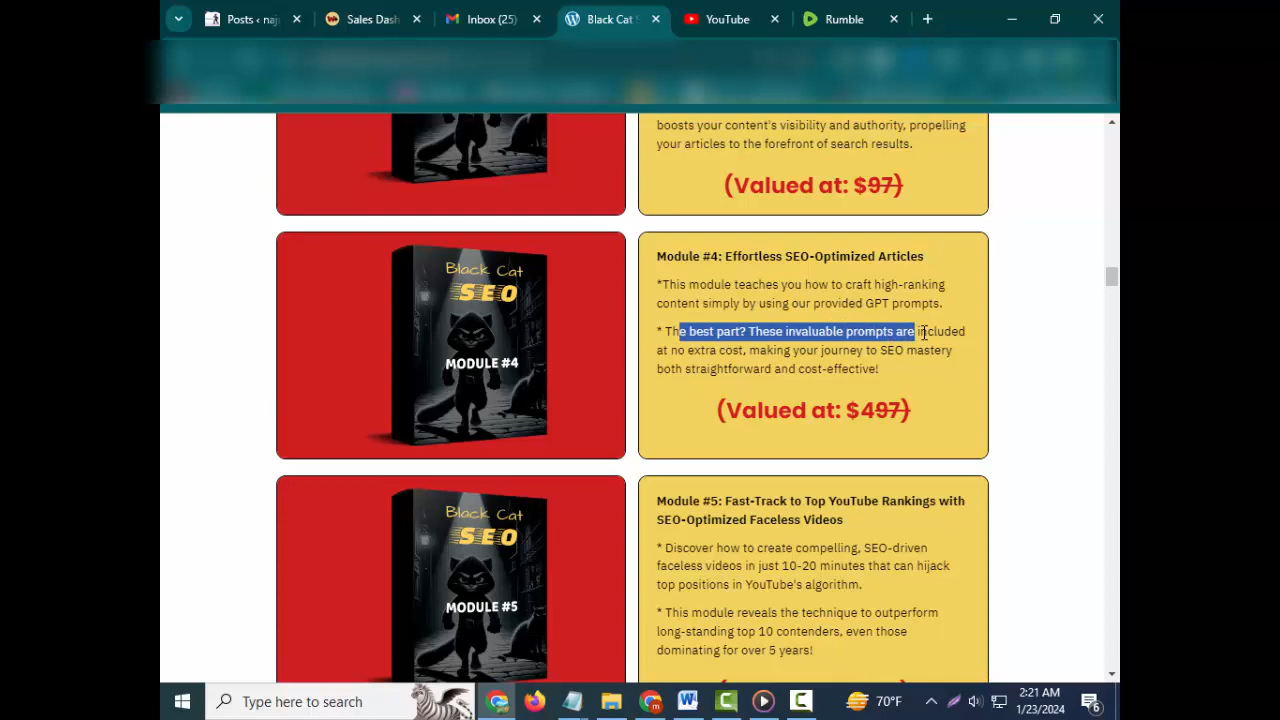 Posts ‹ naj
Sales Dash
Inbox (25)
Black Cat S
YouTube
Rumble
boosts your content's visibility and authority, propelling
your articles to the forefront of search results.
(Valued at: $97)
Black Cat
SEO
MODULE #4
Module #4: Effortless SEO-Optimized Articles
*This module teaches you how to craft high-ranking
content simply by using our provided GPT prompts.
* The best part? These invaluable prompts are included
at no extra cost, making your journey to SEO mastery
both straightforward and cost-effective!
(Valued at: $497)
Black Cat
SEO
MODULE #5
Module #5: Fast-Track to Top YouTube Rankings with
SEO-Optimized Faceless Videos
* Discover how to create compelling, SEO-driven
faceless videos in just 10-20 minutes that can hijack
top positions in YouTube's algorithm.
* This module reveals the technique to outperform
long-standing top 10 contenders, even those
dominating for over 5 years!
Type here to search
70°F
2:21 AM
1/23/2024
6